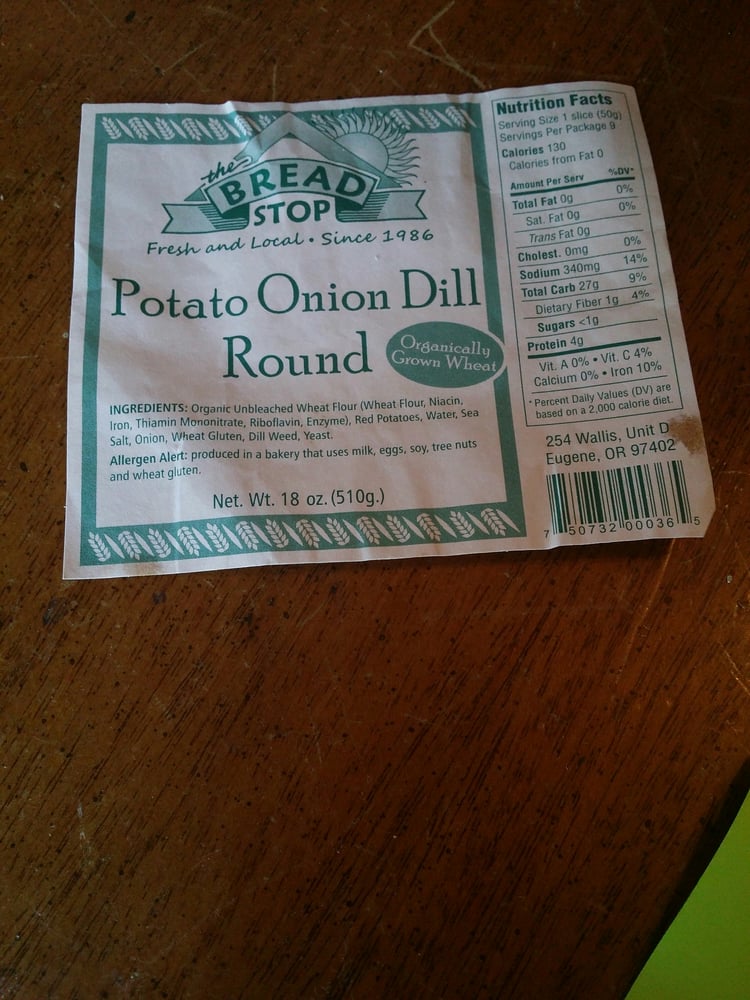 the
BREAD
STOP
Fresh and Local • Since 1986
Potato Onion Dill
Round
Organically
Grown Wheat
INGREDIENTS: Organic Unbleached Wheat Flour (Wheat Flour, Niacin,
Iron, Thiamin Mononitrate, Riboflavin, Enzyme), Red Potatoes, Water, Sea
Salt, Onion, Wheat Gluten, Dill Weed, Yeast.
Allergen Alert: produced in a bakery that uses milk, eggs, soy, tree nuts
and wheat gluten.
Net. Wt. 18 oz. (510g.)
Nutrition Facts
Serving Size 1 slice (50g)
Servings Per Package 9
Calories 130
Calories from Fat 0
Amount Per Serv %DV*
Total Fat 0g 0%
Sat. Fat 0g 0%
Trans Fat 0g
Cholest. 0mg 0%
Sodium 340mg 14%
Total Carb 27g 9%
Dietary Fiber 1g 4%
Sugars <1g
Protein 4g
Vit. A 0% • Vit. C 4%
Calcium 0% • Iron 10%
*Percent Daily Values (DV) are
based on a 2,000 calorie diet.
254 Wallis, Unit D
Eugene, OR 97402
7 50732 00036 5